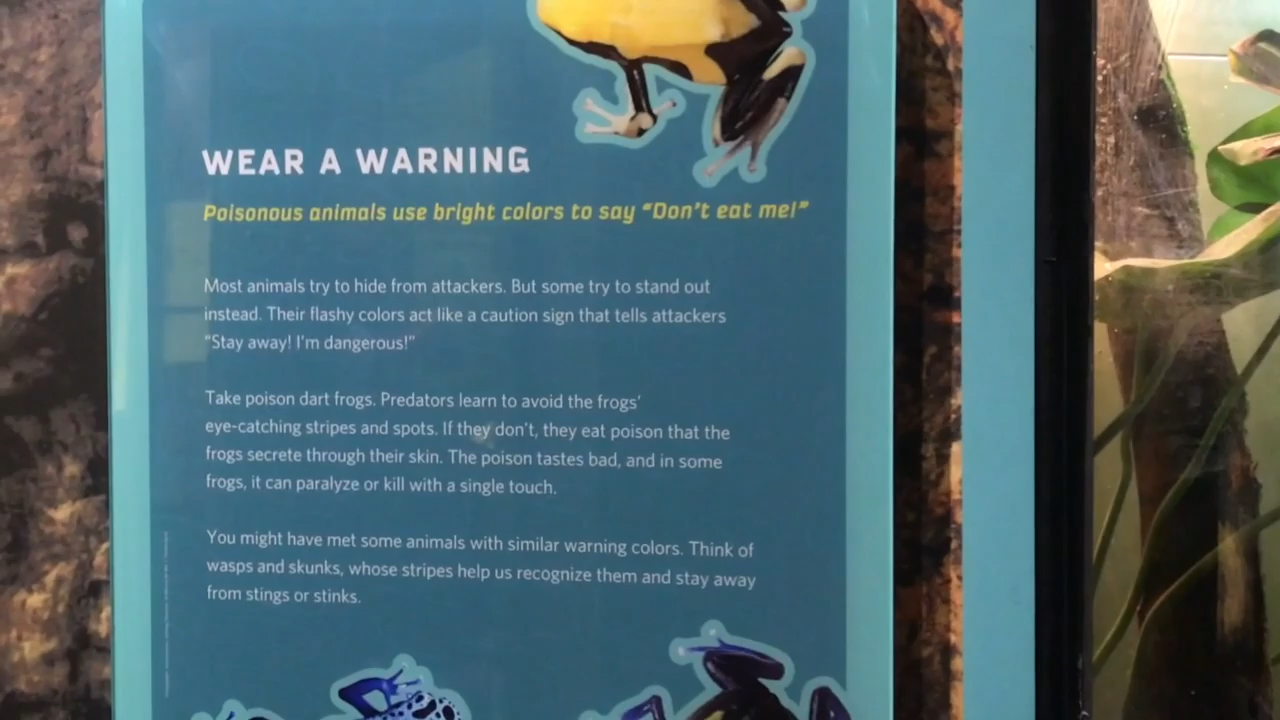 WEAR A WARNING
Poisonous animals use bright colors to say “Don’t eat me!”
Most animals try to hide from attackers. But some try to stand out
instead. Their flashy colors act like a caution sign that tells attackers
“Stay away! I’m dangerous!”
Take poison dart frogs. Predators learn to avoid the frogs’
eye-catching stripes and spots. If they don’t, they eat poison that the
frogs secrete through their skin. The poison tastes bad, and in some
frogs, it can paralyze or kill with a single touch.
You might have met some animals with similar warning colors. Think of
wasps and skunks, whose stripes help us recognize them and stay away
from stings or stinks.